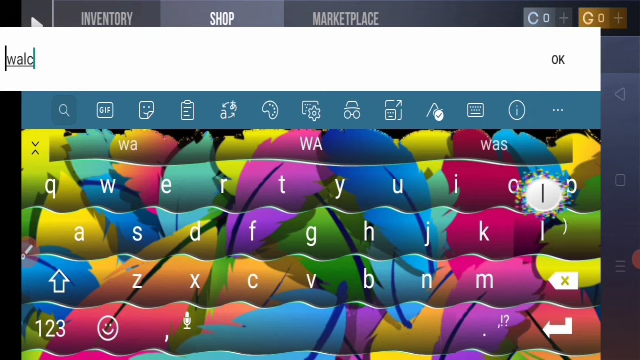 INVENTORY SHOP MARKETPLACE C 0 + G 0 +
walc OK
GIF
wa WA was
q w e r t y u i o p
a s d f g h j k l )
z x c v b n m x
123 , . ,!?